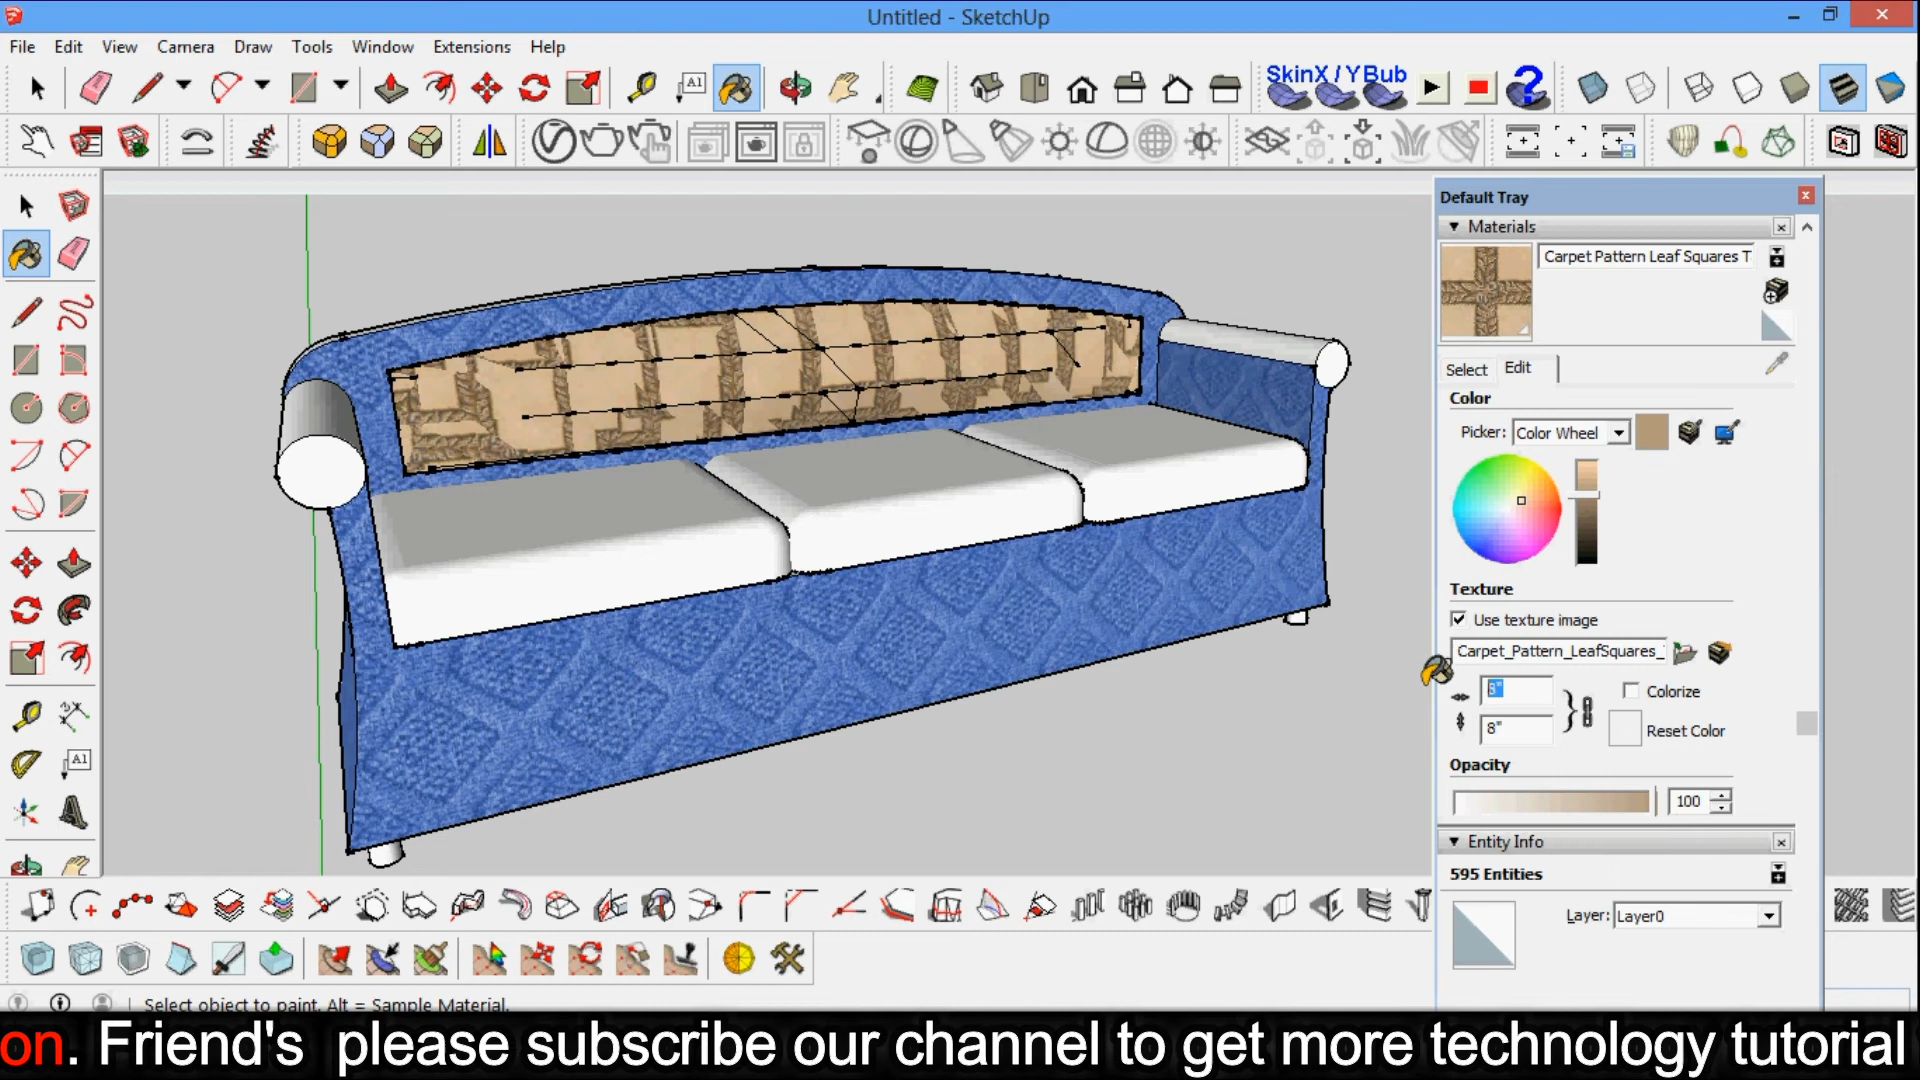 Untitled - SketchUp
File Edit View Camera Draw Tools Window Extensions Help
A1 SkinX / YBub ?
Default Tray
Materials
Carpet Pattern Leaf Squares T
Select Edit
Color
Picker: Color Wheel
Texture
Use texture image
Carpet_Pattern_LeafSquares_
8"
Colorize
8"
Reset Color
A1
Opacity
100
Entity Info
595 Entities
Layer: Layer0
Select object to paint. Alt = Sample Material.
on. Friend's please subscribe our channel to get more technology tutorial